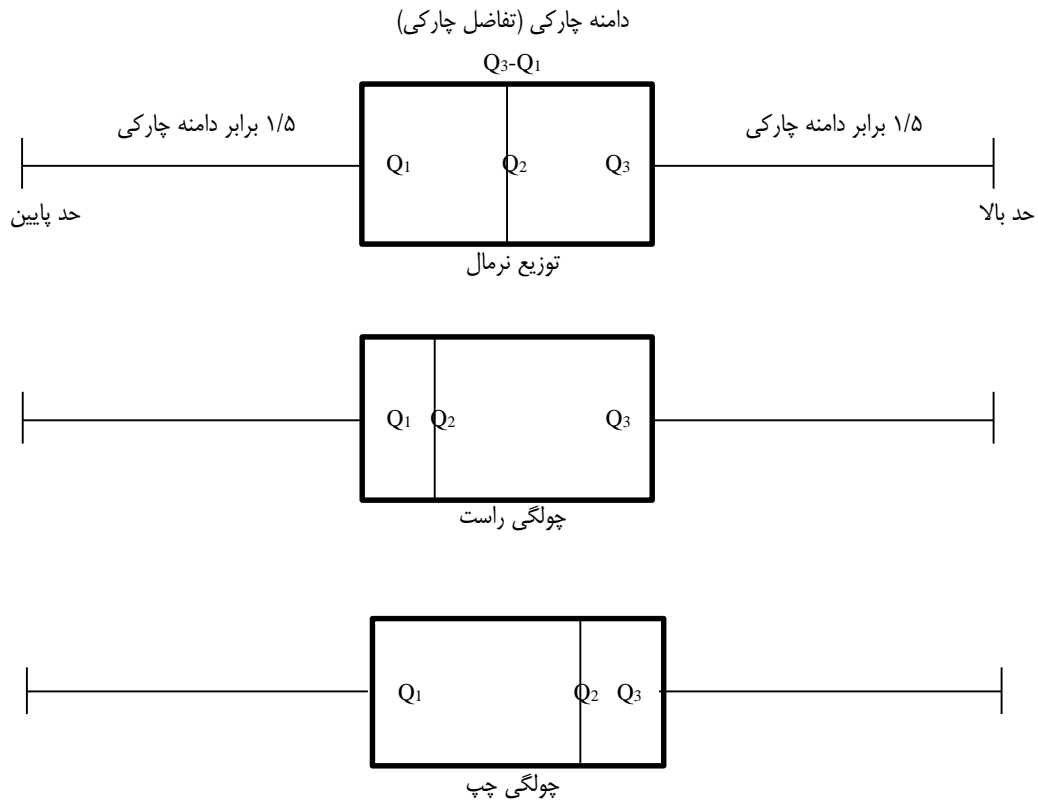 دامنه چارکی (تفاضل چارکی)
Q3-Q1
۱/۵ برابر دامنه چارکی
۱/۵ برابر دامنه چارکی
Q1
Q2
Q3
حد پایین
حد بالا
توزیع نرمال
Q1
Q2
Q3
چولگی راست
Q1
Q2
Q3
چولگی چپ